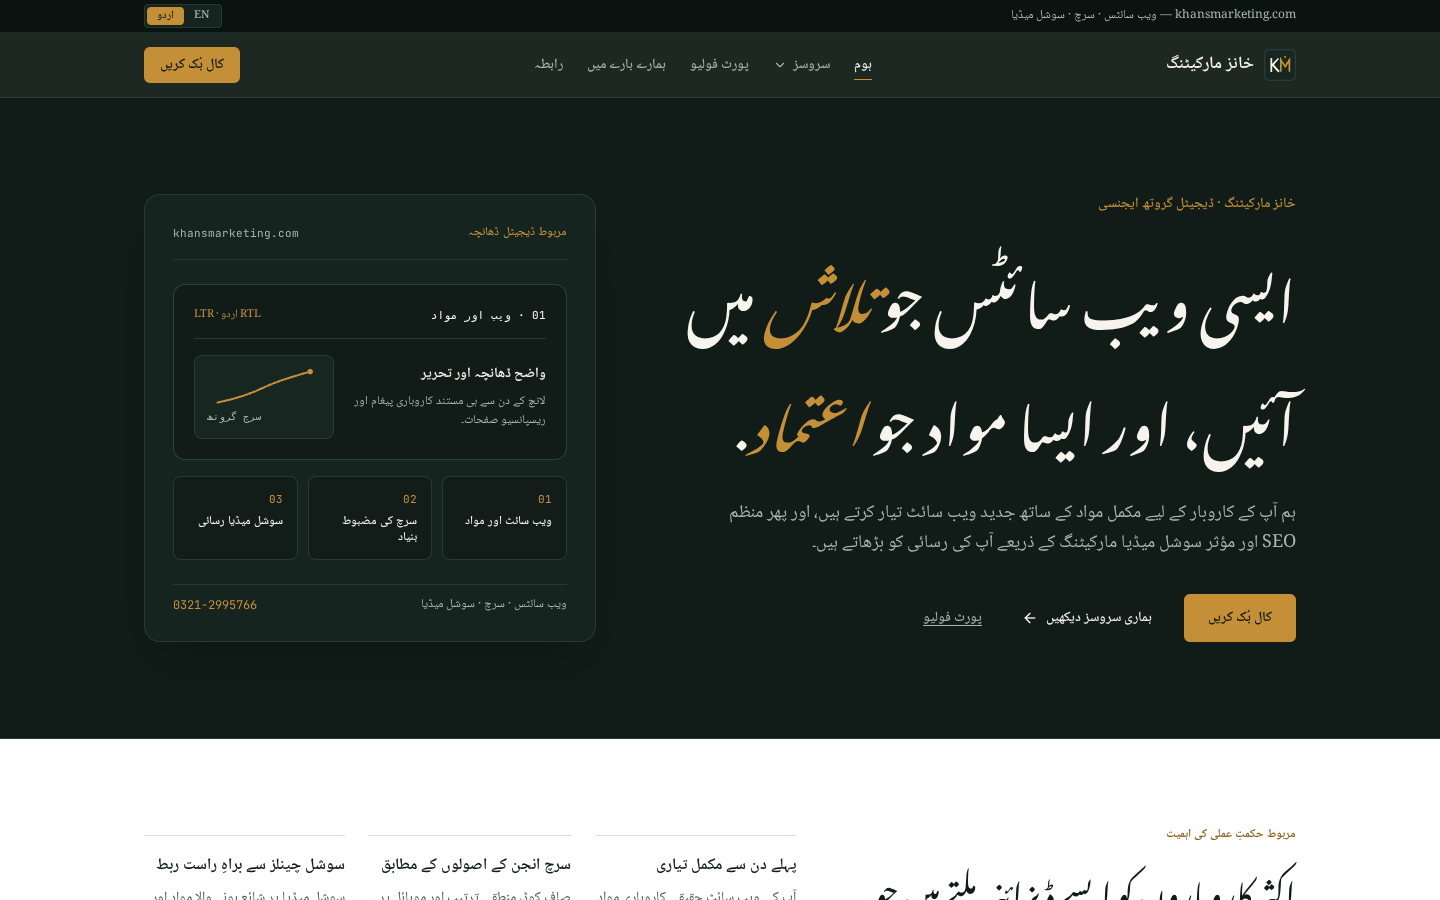 khansmarketing.com — ویب سائٹس · سرچ · سوشل میڈیا
EN
اردو
KM
خانز مارکیٹنگ
ہوم
سروسز
پورٹ فولیو
ہمارے بارے میں
رابطہ
کال بُک کریں
خانز مارکیٹنگ · ڈیجیٹل گروتھ ایجنسی
ایسی ویب سائٹس جو تلاش میں
آئیں، اور ایسا مواد جو اعتماد.
ہم آپ کے کاروبار کے لیے مکمل مواد کے ساتھ جدید ویب سائٹ تیار کرتے ہیں، اور پھر منظم
SEO اور مؤثر سوشل میڈیا مارکیٹنگ کے ذریعے آپ کی رسائی کو بڑھاتے ہیں۔
کال بُک کریں
ہماری سروسز دیکھیں
پورٹ فولیو
مربوط ڈیجیٹل ڈھانچہ
khansmarketing.com
01 · ویب اور مواد
RTL اردو · LTR
واضح ڈھانچہ اور تحریر
لانچ کے دن سے ہی مستند کاروباری پیغام اور
ریسپانسیو صفحات۔
سرچ گروتھ
01
ویب سائٹ اور مواد
02
سرچ کی مضبوط
بنیاد
03
سوشل میڈیا رسائی
ویب سائٹس · سرچ · سوشل میڈیا
0321-2995766
مربوط حکمتِ عملی کی اہمیت
پہلے دن سے مکمل تیاری
سرچ انجن کے اصولوں کے مطابق
سوشل چینلز سے براہِ راست ربط